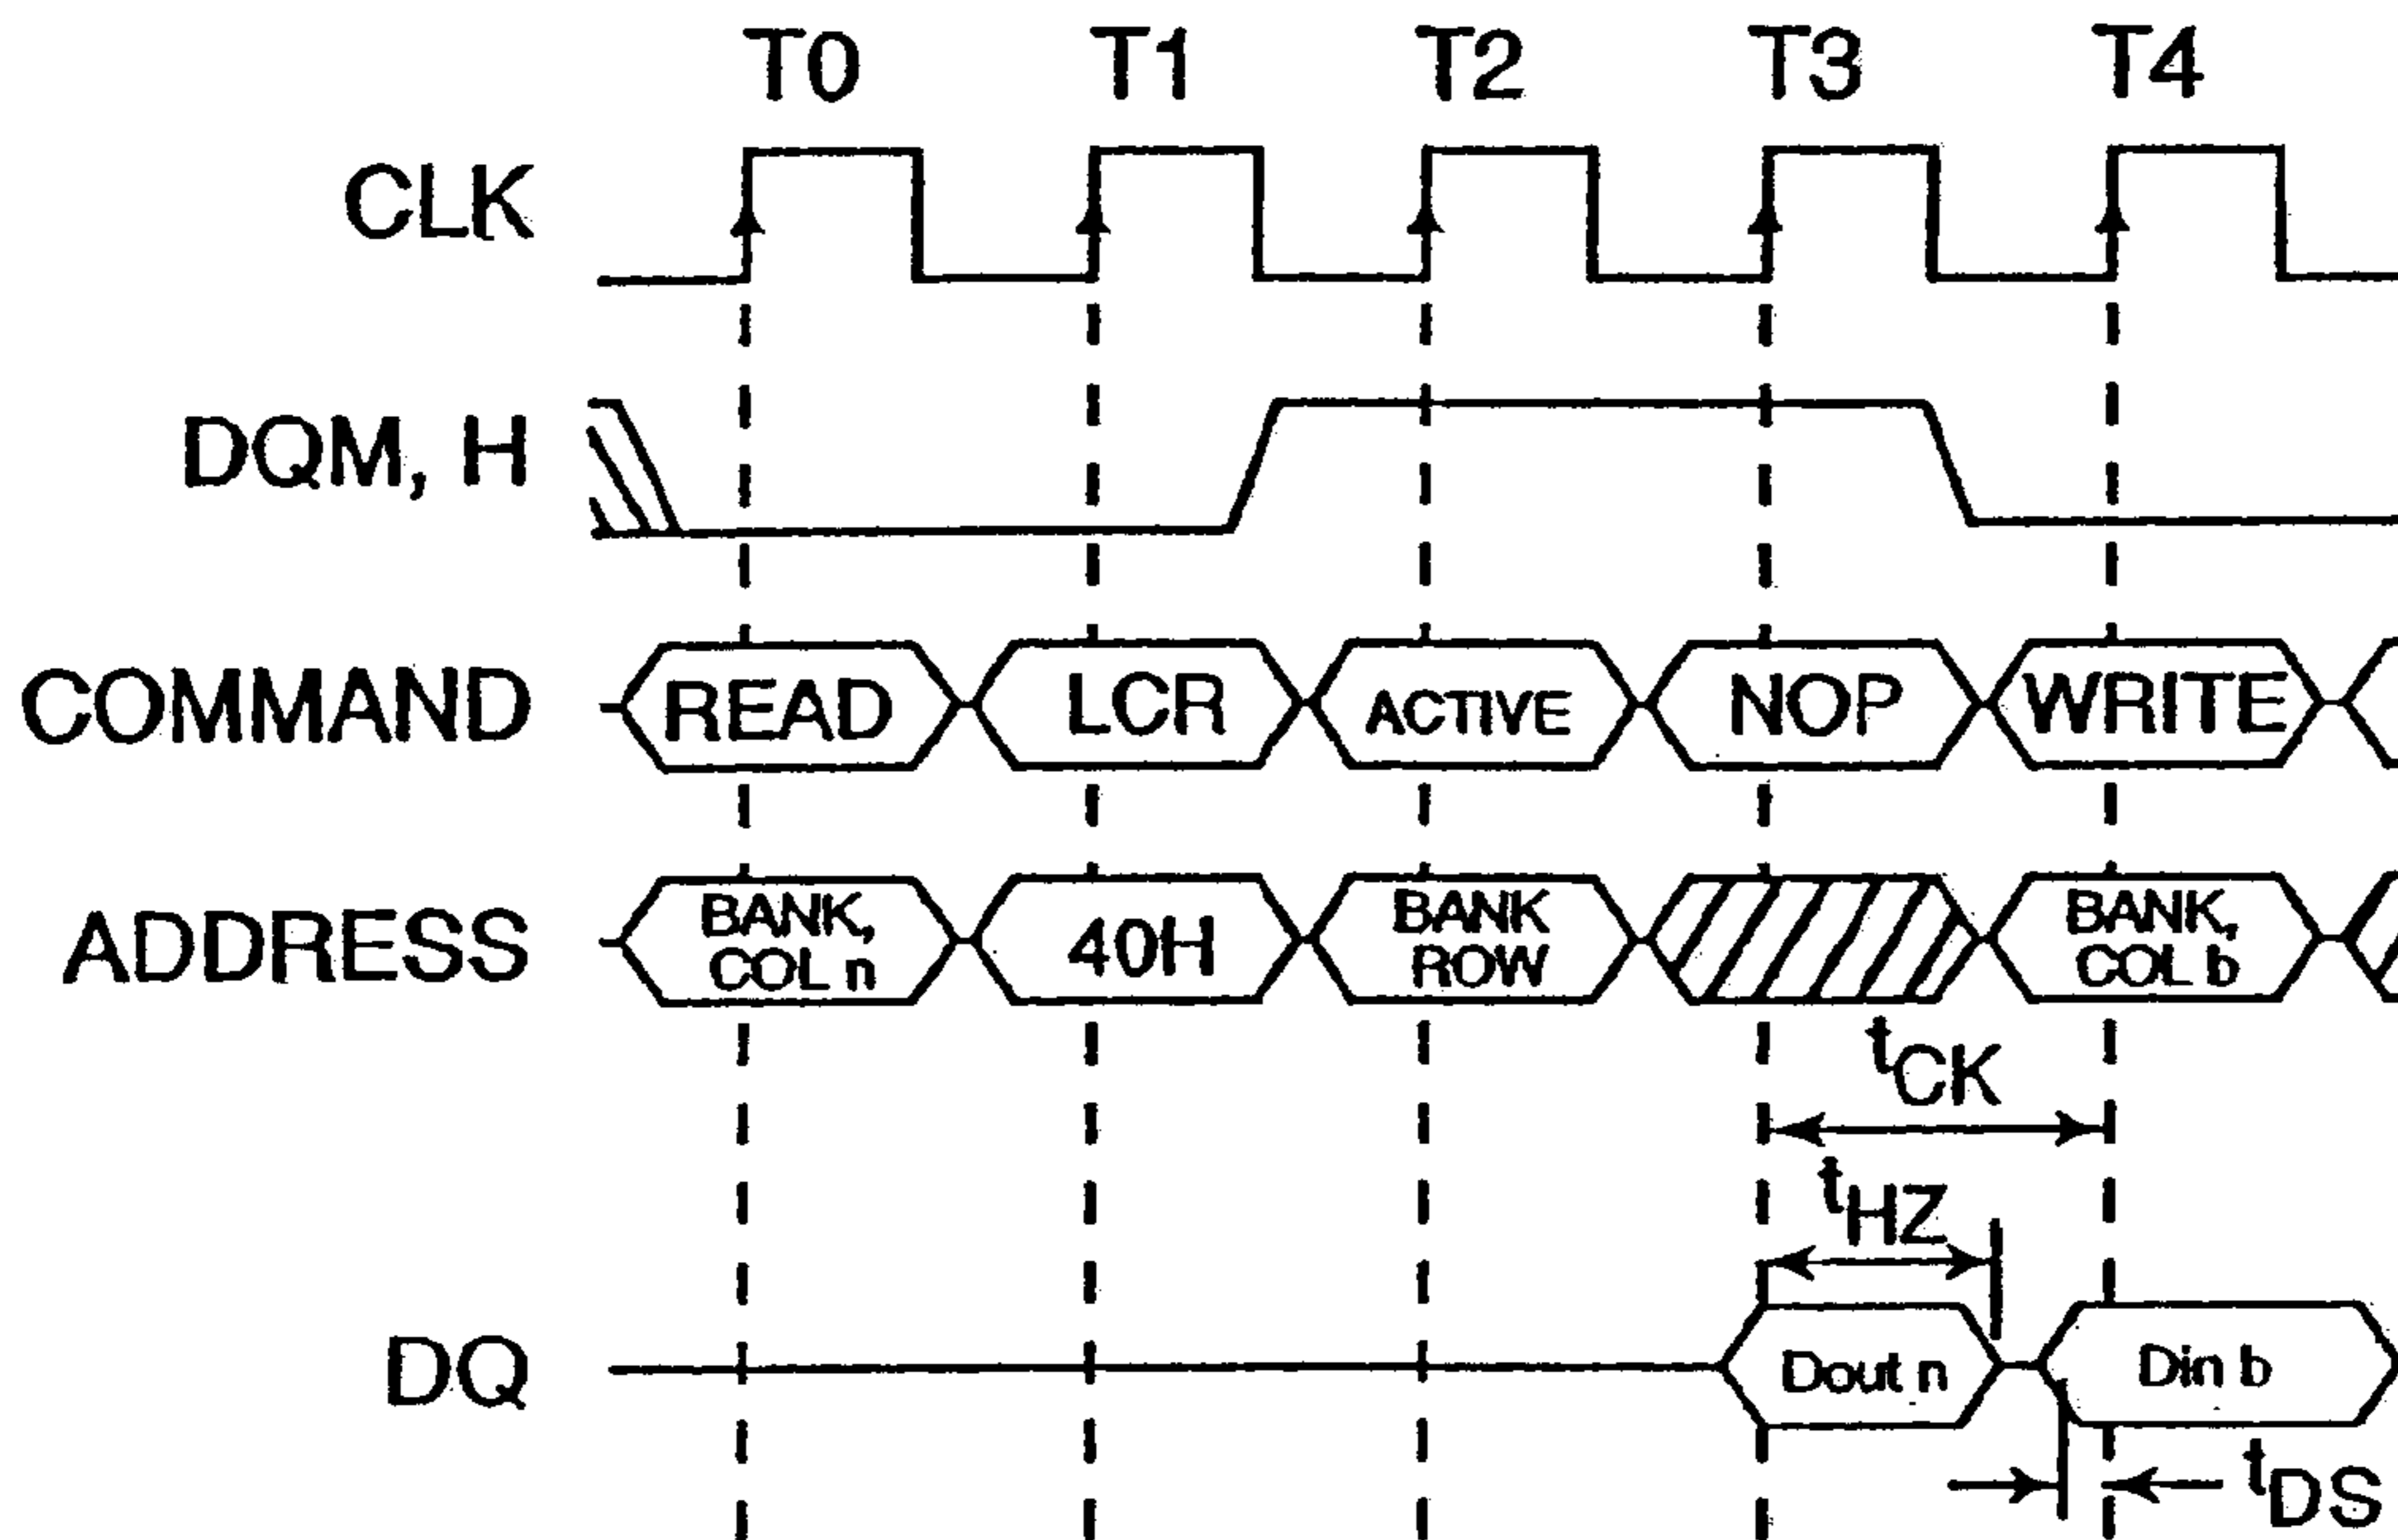 T0 T1 T2 T3 T4
CLK
DQM, H
COMMAND READ LCR ACTIVE NOP WRITE
ADDRESS BANK, COL n 40H BANK ROW BANK, COL b
tCK
tHZ
DQ Dout n Din b
tDS